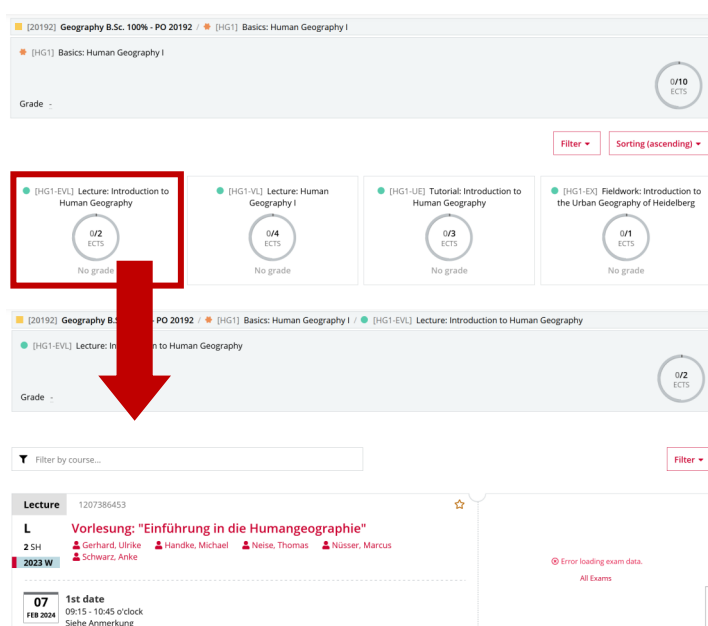 [20192] Geography B.Sc. 100% - PO 20192 / [HG1] Basics: Human Geography I
[HG1] Basics: Human Geography I
0/10
ECTS
Grade -
Filter
Sorting (ascending)
[HG1-EVL] Lecture: Introduction to
Human Geography
0/2
ECTS
No grade
[HG1-VL] Lecture: Human
Geography I
0/4
ECTS
No grade
[HG1-UE] Tutorial: Introduction to
Human Geography
0/3
ECTS
No grade
[HG1-EX] Fieldwork: Introduction to
the Urban Geography of Heidelberg
0/1
ECTS
No grade
[20192] Geography B. PO 20192 / [HG1] Basics: Human Geography I / [HG1-EVL] Lecture: Introduction to Human Geography
[HG1-EVL] Lecture: to Human Geography
0/2
ECTS
Grade -
Filter by course...
Filter
Lecture 1207386453
L Vorlesung: "Einführung in die Humangeographie"
2 SH Gerhard, Ulrike Handke, Michael Neise, Thomas Nüsser, Marcus
2023 W Schwarz, Anke
Error loading exam data.
All Exams
07 1st date
FEB 2024 09:15 - 10:45 o'clock
Siehe Anmerkung